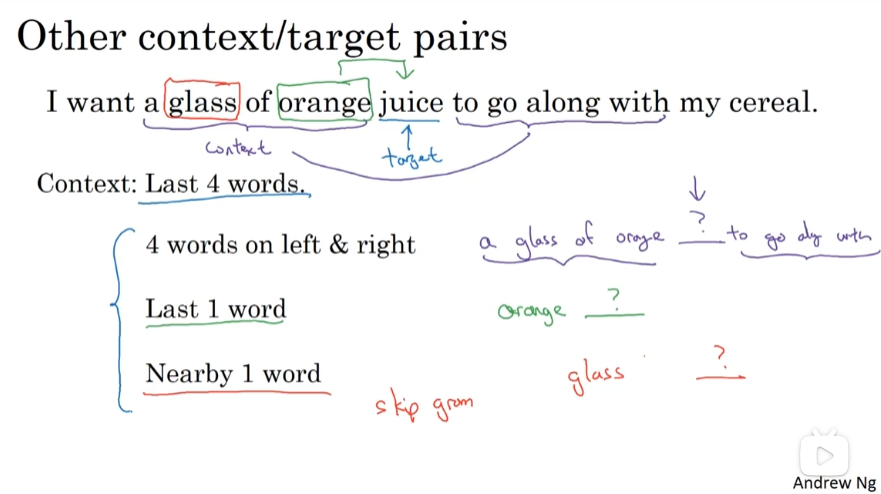 Other context/target pairs
I want a glass of orange juice to go along with my cereal.
context
target
Context: Last 4 words.
4 words on left & right
a glass of orange ? to go alg with
Last 1 word
orange ?
Nearby 1 word
glass ?
skip gram
Andrew Ng